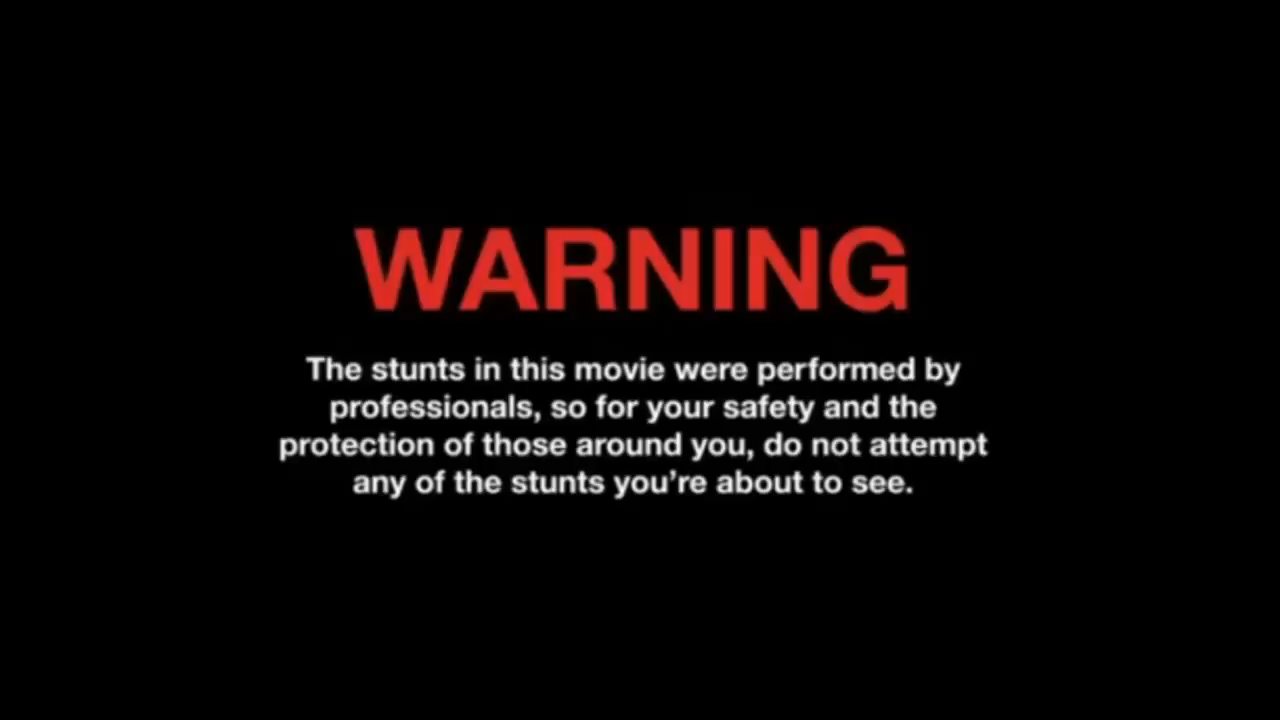 WARNING
The stunts in this movie were performed by
professionals, so for your safety and the
protection of those around you, do not attempt
any of the stunts you’re about to see.